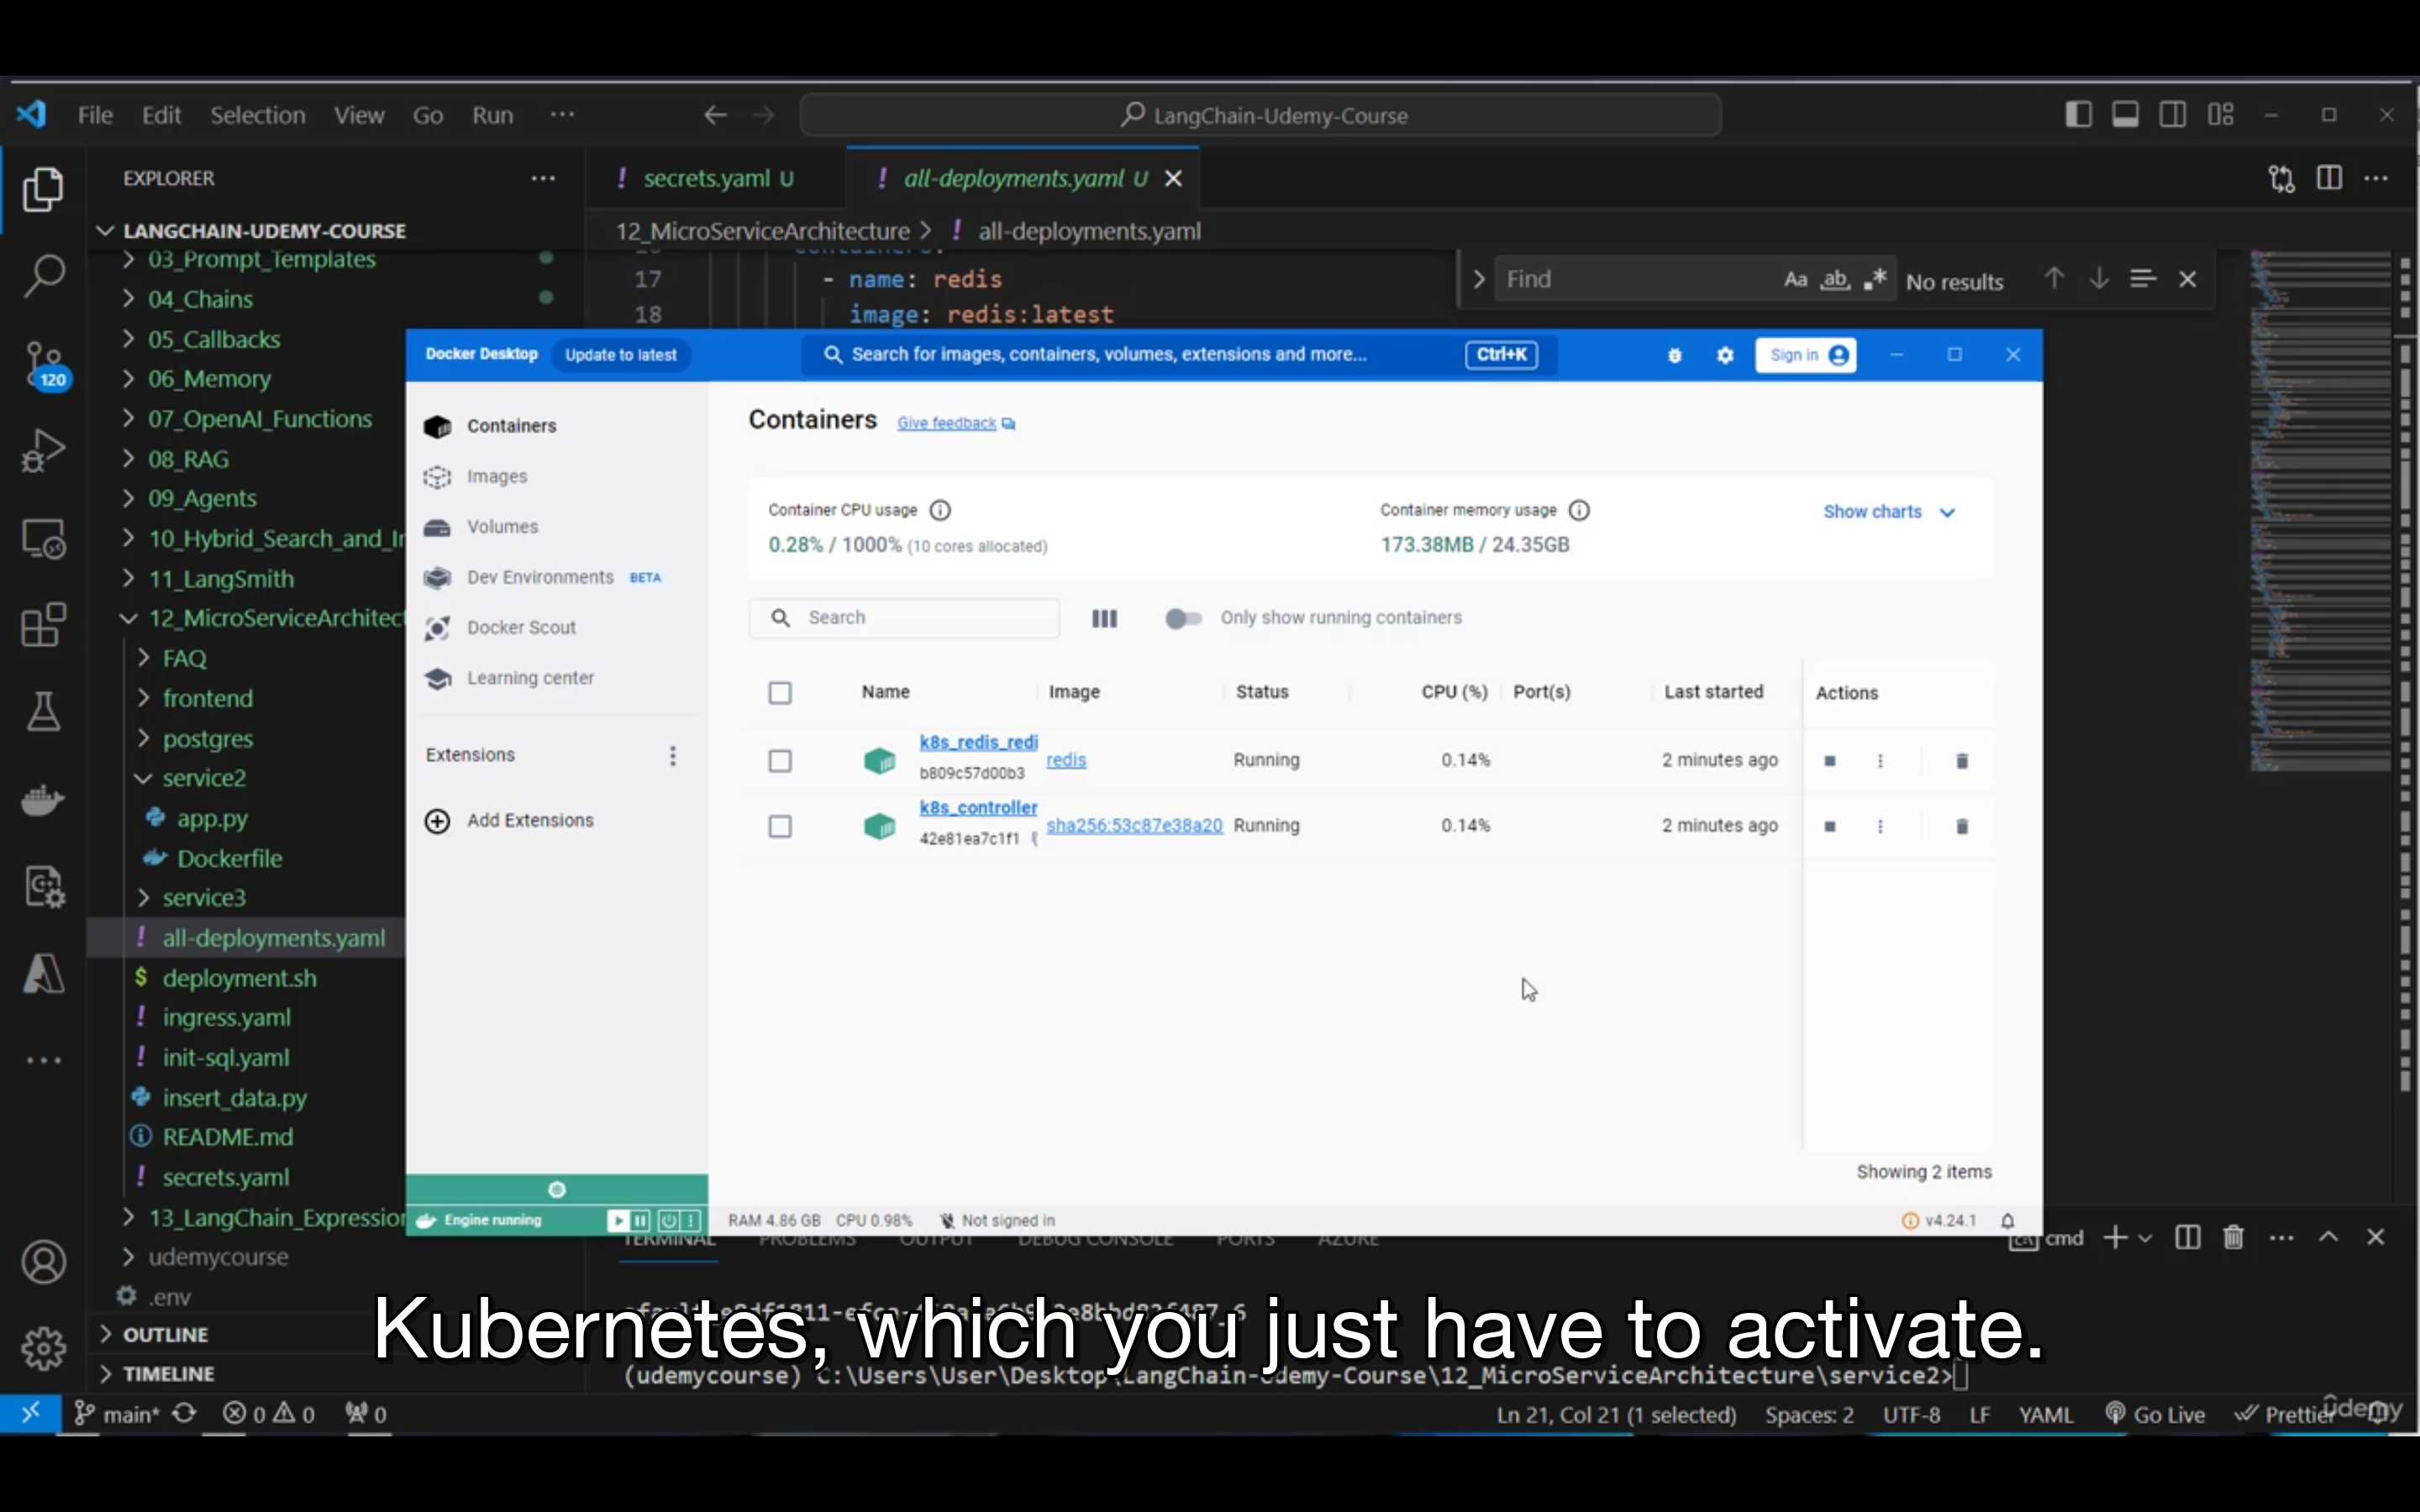 File Edit Selection View Go Run ...
LangChain-Udemy-Course
EXPLORER
secrets.yaml U
all-deployments.yaml U
LANGCHAIN-UDEMY-COURSE
12_MicroServiceArchitecture > ! all-deployments.yaml
03_Prompt_Templates
04_Chains
05_Callbacks
06_Memory
07_OpenAI_Functions
08_RAG
09_Agents
10_Hybrid_Search_and_Ir
11_LangSmith
12_MicroServiceArchitect
FAQ
frontend
postgres
service2
app.py
Dockerfile
service3
all-deployments.yaml
deployment.sh
ingress.yaml
init-sql.yaml
insert_data.py
README.md
secrets.yaml
13_LangChain_Expression
udemycourse
.env
OUTLINE
TIMELINE
120
17 - name: redis
18 image: redis:latest
Find
Aa ab No results
Docker Desktop Update to latest
Search for images, containers, volumes, extensions and more... Ctrl+K
Sign in
Containers
Images
Volumes
Dev Environments BETA
Docker Scout
Learning center
Extensions
Add Extensions
Containers Give feedback
Container CPU usage
0.28% / 1000% (10 cores allocated)
Container memory usage
173.38MB / 24.35GB
Show charts
Search
Only show running containers
Name Image Status CPU (%) Port(s) Last started Actions
k8s_redis_redi
b809c57d00b3
redis Running 0.14% 2 minutes ago
k8s_controller
42e81ea7c1f1
sha256:53c87e38a20 Running 0.14% 2 minutes ago
Showing 2 items
Engine running
RAM 4.86 GB CPU 0.98% Not signed in
v4.24.1
TERMINAL PROBLEMS OUTPUT DEBUG CONSOLE PORTS AZURE
cmd
Kubernetes, which you just have to activate.
(udemycourse) C:\Users\User\Desktop\LangChain-Udemy-Course\12_MicroServiceArchitecture\service2>
main* 0 0 0
Ln 21, Col 21 (1 selected) Spaces: 2 UTF-8 LF YAML Go Live Prettier
ûdemy